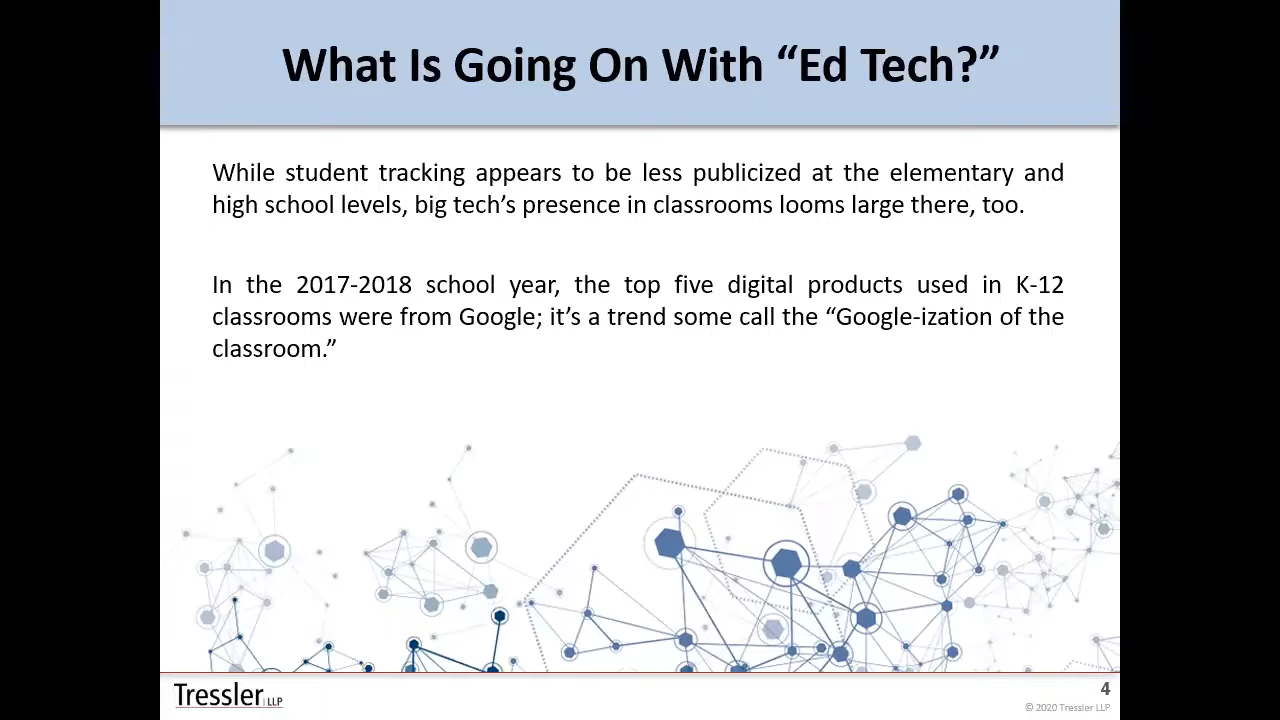 What Is Going On With “Ed Tech?”
While student tracking appears to be less publicized at the elementary and
high school levels, big tech’s presence in classrooms looms large there, too.
In the 2017-2018 school year, the top five digital products used in K-12
classrooms were from Google; it’s a trend some call the “Google-ization of the
classroom.”
Tressler LLP
4
© 2020 Tressler LLP